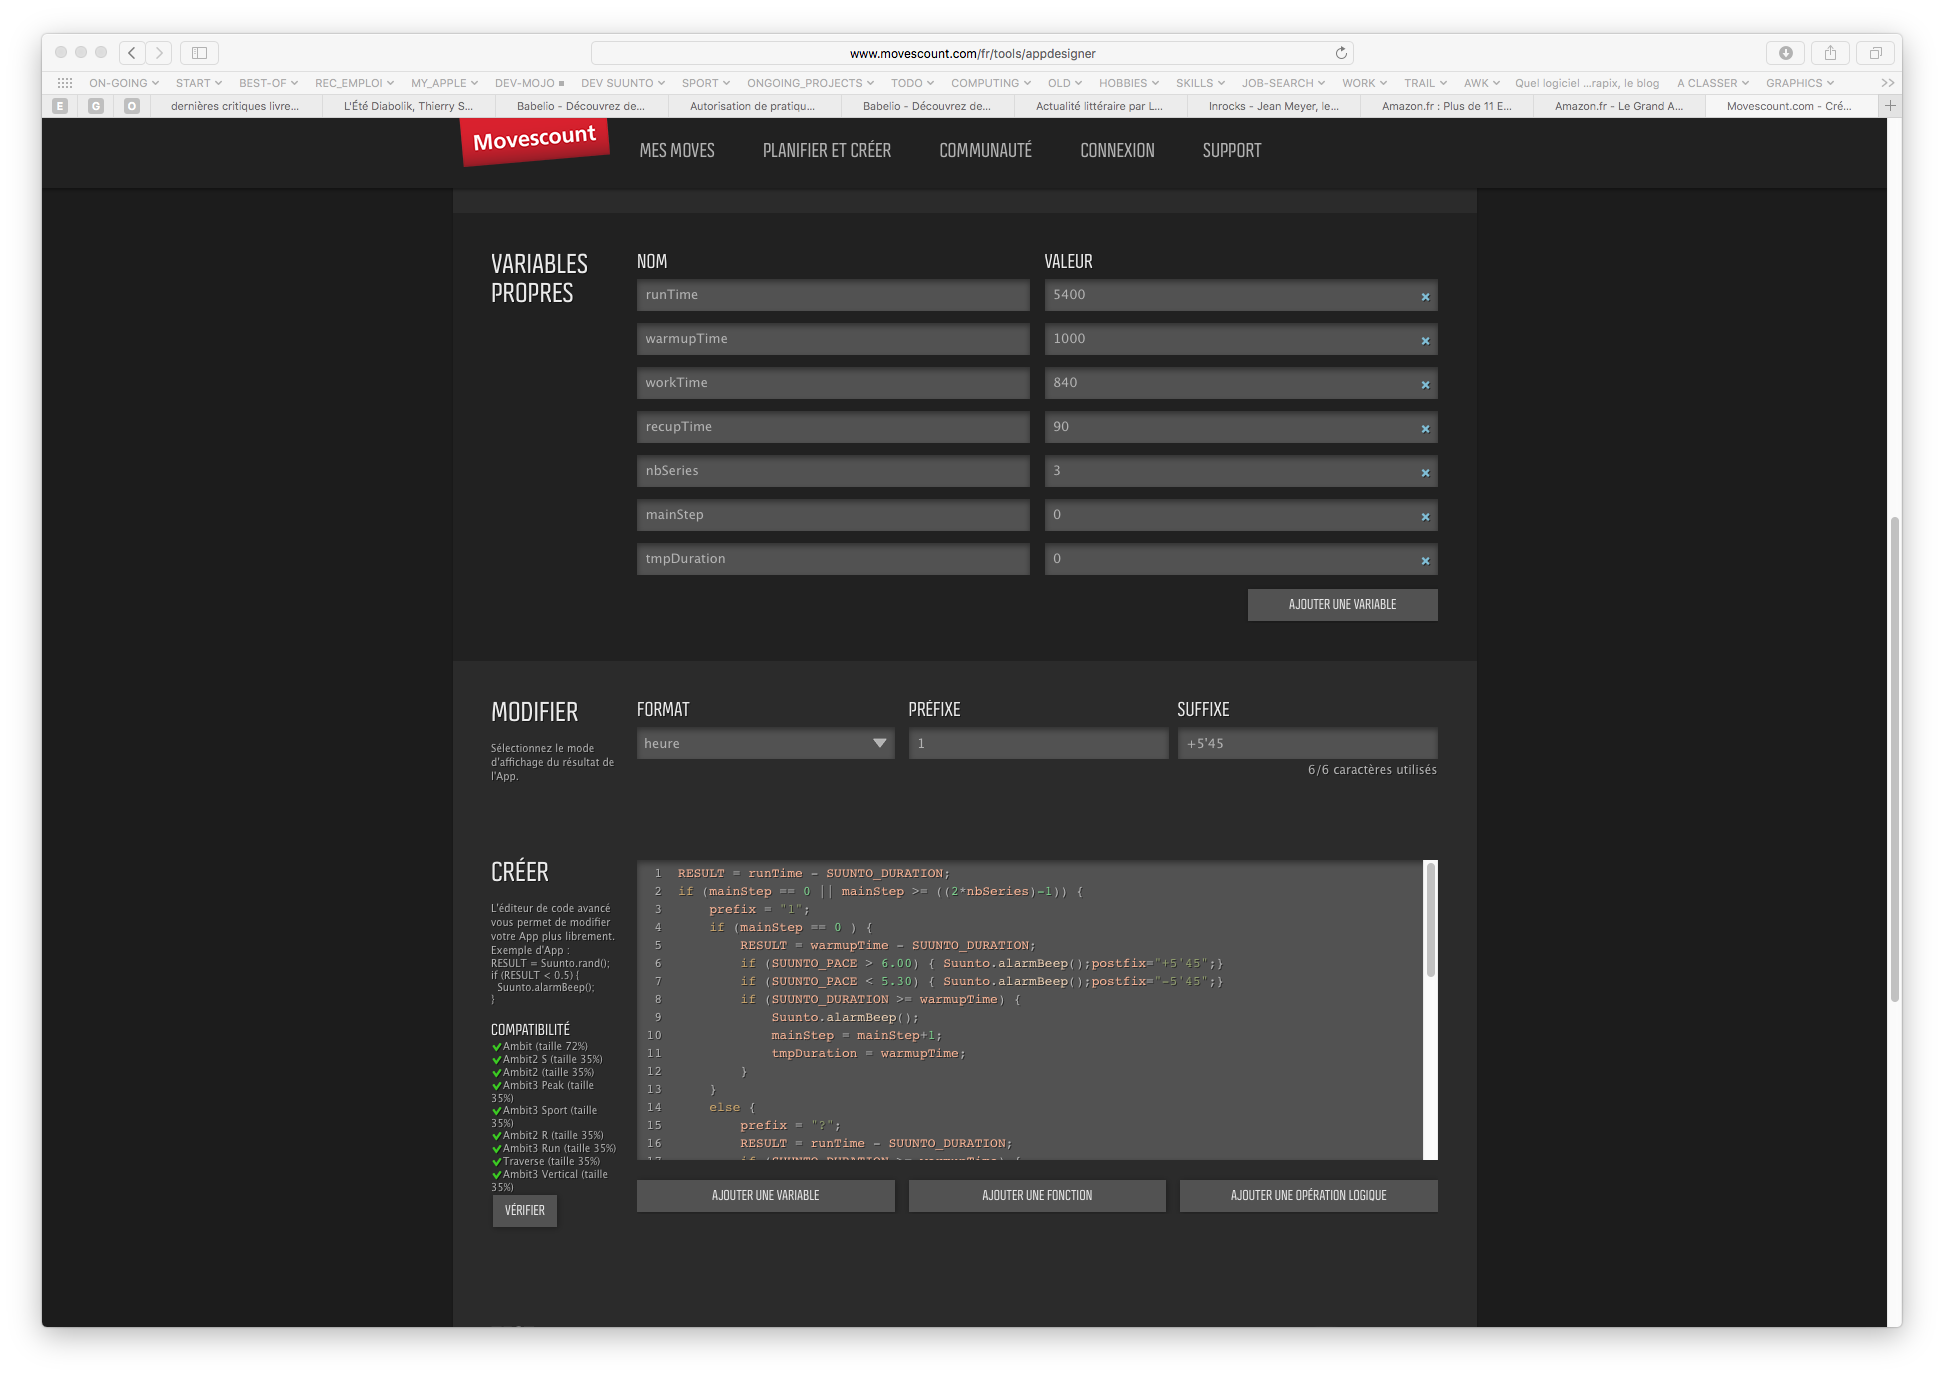 www.movescount.com/fr/tools/appdesigner
ON-GOING START BEST-OF REC_EMPLOI MY_APPLE DEV-MOJO DEV SUUNTO SPORT ONGOING_PROJECTS TODO COMPUTING OLD HOBBIES SKILLS JOB-SEARCH WORK TRAIL AWK Quel logiciel ...rapix, le blog A CLASSER GRAPHICS
E G O dernières critiques livre... L'Été Diabolik, Thierry S... Babelio - Découvrez de... Autorisation de pratiqu... Babelio - Découvrez de... Actualité littéraire par L... Inrocks - Jean Meyer, le... Amazon.fr : Plus de 11 E... Amazon.fr - Le Grand A... Movescount.com - Cré...
Movescount MES MOVES PLANIFIER ET CRÉER COMMUNAUTÉ CONNEXION SUPPORT
VARIABLES PROPRES
NOM VALEUR
runTime 5400
warmupTime 1000
workTime 840
recupTime 90
nbSeries 3
mainStep 0
tmpDuration 0
AJOUTER UNE VARIABLE
MODIFIER
Sélectionnez le mode
d'affichage du résultat de
l'App.
FORMAT PRÉFIXE SUFFIXE
heure 1 +5'45
6/6 caractères utilisés
CRÉER
L'éditeur de code avancé
vous permet de modifier
votre App plus librement.
Exemple d'App :
RESULT = Suunto.rand();
if (RESULT < 0.5) {
Suunto.alarmBeep();
}
COMPATIBILITÉ
Ambit (taille 72%)
Ambit2 S (taille 35%)
Ambit2 (taille 35%)
Ambit3 Peak (taille
35%)
Ambit3 Sport (taille
35%)
Ambit2 R (taille 35%)
Ambit3 Run (taille 35%)
Traverse (taille 35%)
Ambit3 Vertical (taille
35%)
VÉRIFIER
1 RESULT = runTime - SUUNTO_DURATION;
2 if (mainStep == 0 || mainStep >= ((2*nbSeries)-1)) {
3 prefix = "1";
4 if (mainStep == 0 ) {
5 RESULT = warmupTime - SUUNTO_DURATION;
6 if (SUUNTO_PACE > 6.00) { Suunto.alarmBeep();postfix="+5'45";}
7 if (SUUNTO_PACE < 5.30) { Suunto.alarmBeep();postfix="-5'45";}
8 if (SUUNTO_DURATION >= warmupTime) {
9 Suunto.alarmBeep();
10 mainStep = mainStep+1;
11 tmpDuration = warmupTime;
12 }
13 }
14 else {
15 prefix = "?";
16 RESULT = runTime - SUUNTO_DURATION;
17 if (SUUNTO_DURATION >= warmupTime) {
AJOUTER UNE VARIABLE AJOUTER UNE FONCTION AJOUTER UNE OPÉRATION LOGIQUE